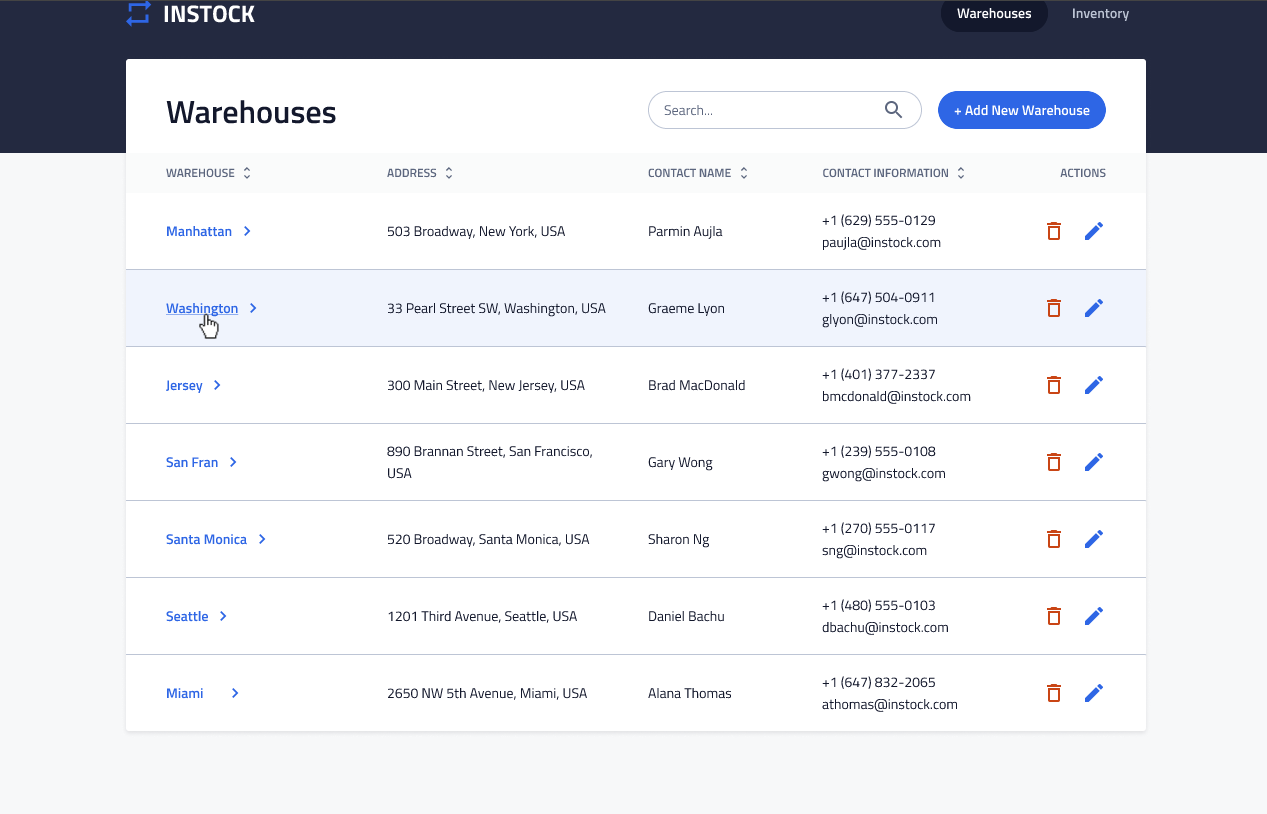 INSTOCK
Warehouses
Inventory
Warehouses
Search...
+ Add New Warehouse
WAREHOUSE
ADDRESS
CONTACT NAME
CONTACT INFORMATION
ACTIONS
Manhattan
503 Broadway, New York, USA
Parmin Aujla
+1 (629) 555-0129
paujla@instock.com
Washington
33 Pearl Street SW, Washington, USA
Graeme Lyon
+1 (647) 504-0911
glyon@instock.com
Jersey
300 Main Street, New Jersey, USA
Brad MacDonald
+1 (401) 377-2337
bmcdonald@instock.com
San Fran
890 Brannan Street, San Francisco,
USA
Gary Wong
+1 (239) 555-0108
gwong@instock.com
Santa Monica
520 Broadway, Santa Monica, USA
Sharon Ng
+1 (270) 555-0117
sng@instock.com
Seattle
1201 Third Avenue, Seattle, USA
Daniel Bachu
+1 (480) 555-0103
dbachu@instock.com
Miami
2650 NW 5th Avenue, Miami, USA
Alana Thomas
+1 (647) 832-2065
athomas@instock.com